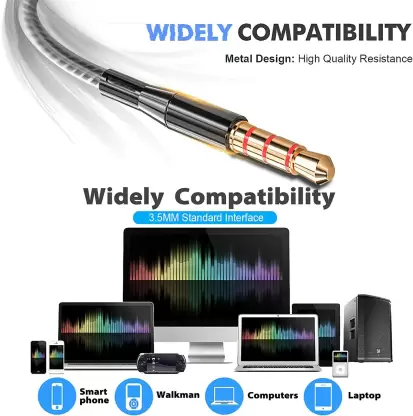 WIDELY COMPATIBILITY
Metal Design: High Quality Resistance
Widely Compatibility
3.5MM Standard Interface
Smart
phone
Walkman
Computers
Laptop